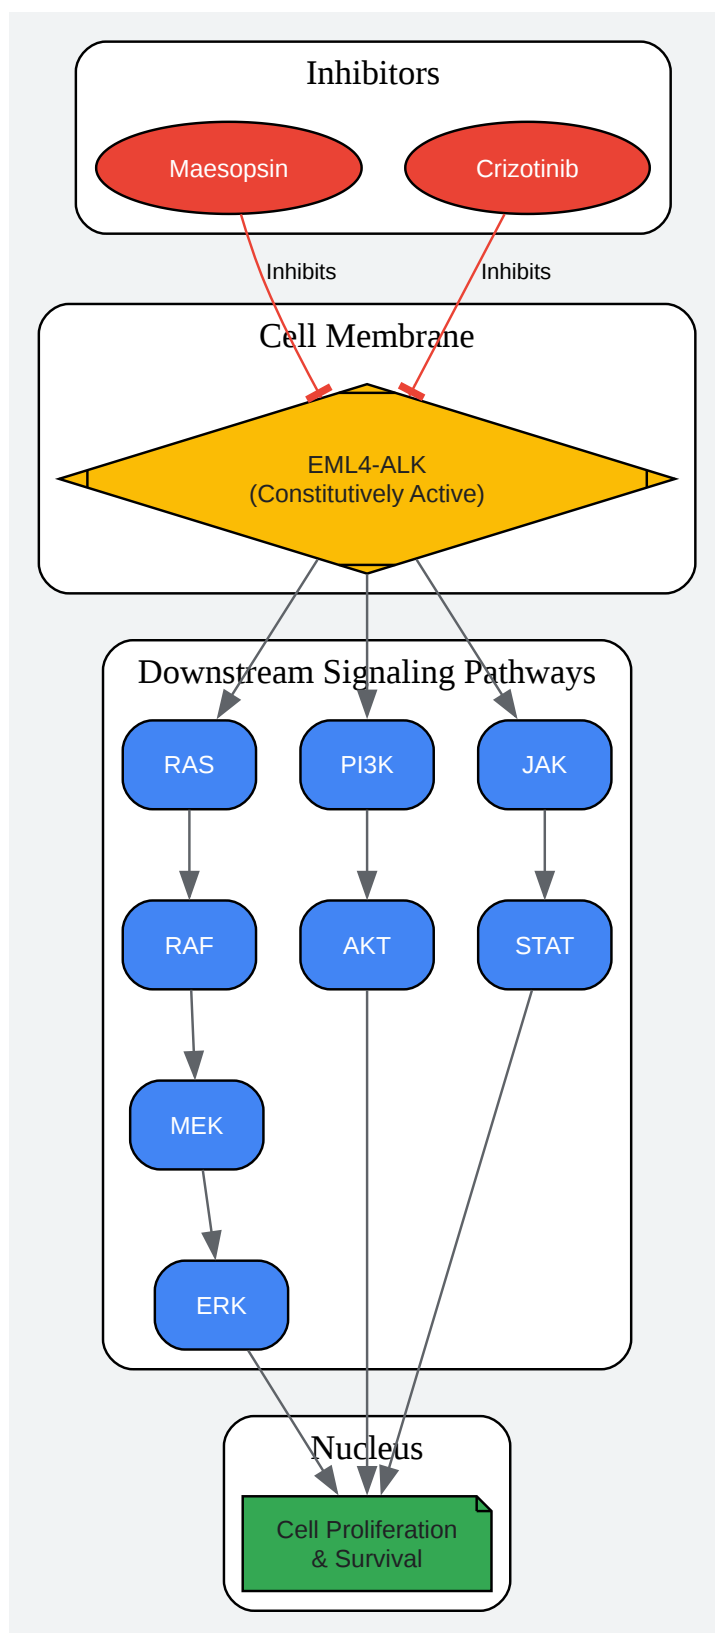 Inhibitors
Maesopsin
Crizotinib
Inhibits
Inhibits
Cell Membrane
EML4-ALK
(Constitutively Active)
Downstream Signaling Pathways
RAS
PI3K
JAK
RAF
AKT
STAT
MEK
ERK
Nucleus
Cell Proliferation
& Survival